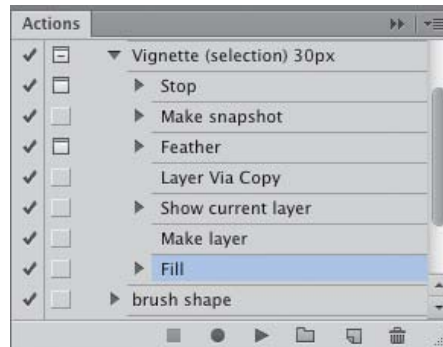 Actions
Vignette (selection) 30px
Stop
Make snapshot
Feather
Layer Via Copy
Show current layer
Make layer
Fill
brush shape